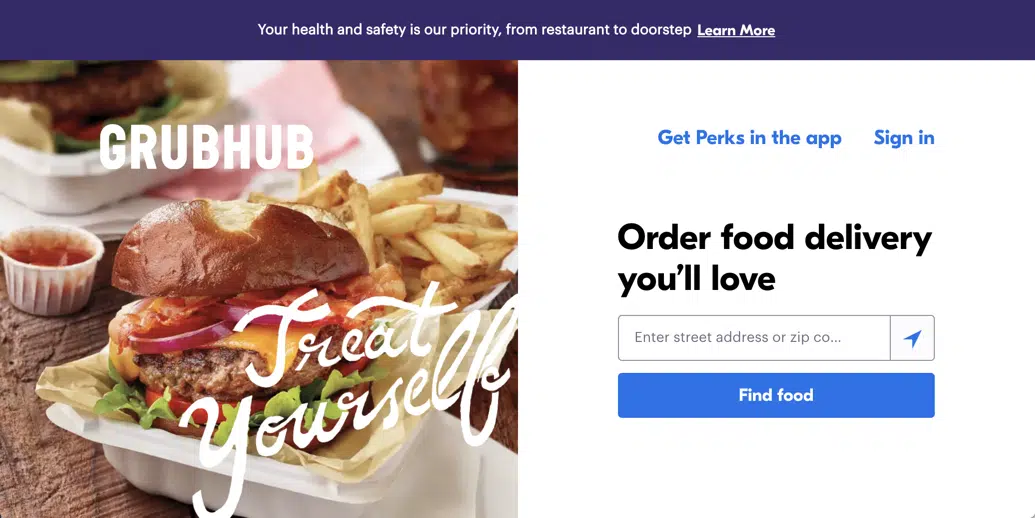 Your health and safety is our priority, from restaurant to doorstep Learn More
GRUBHUB
Get Perks in the app Sign in
Order food delivery
you’ll love
Enter street address or zip co...
Find food
Treat
Yourself